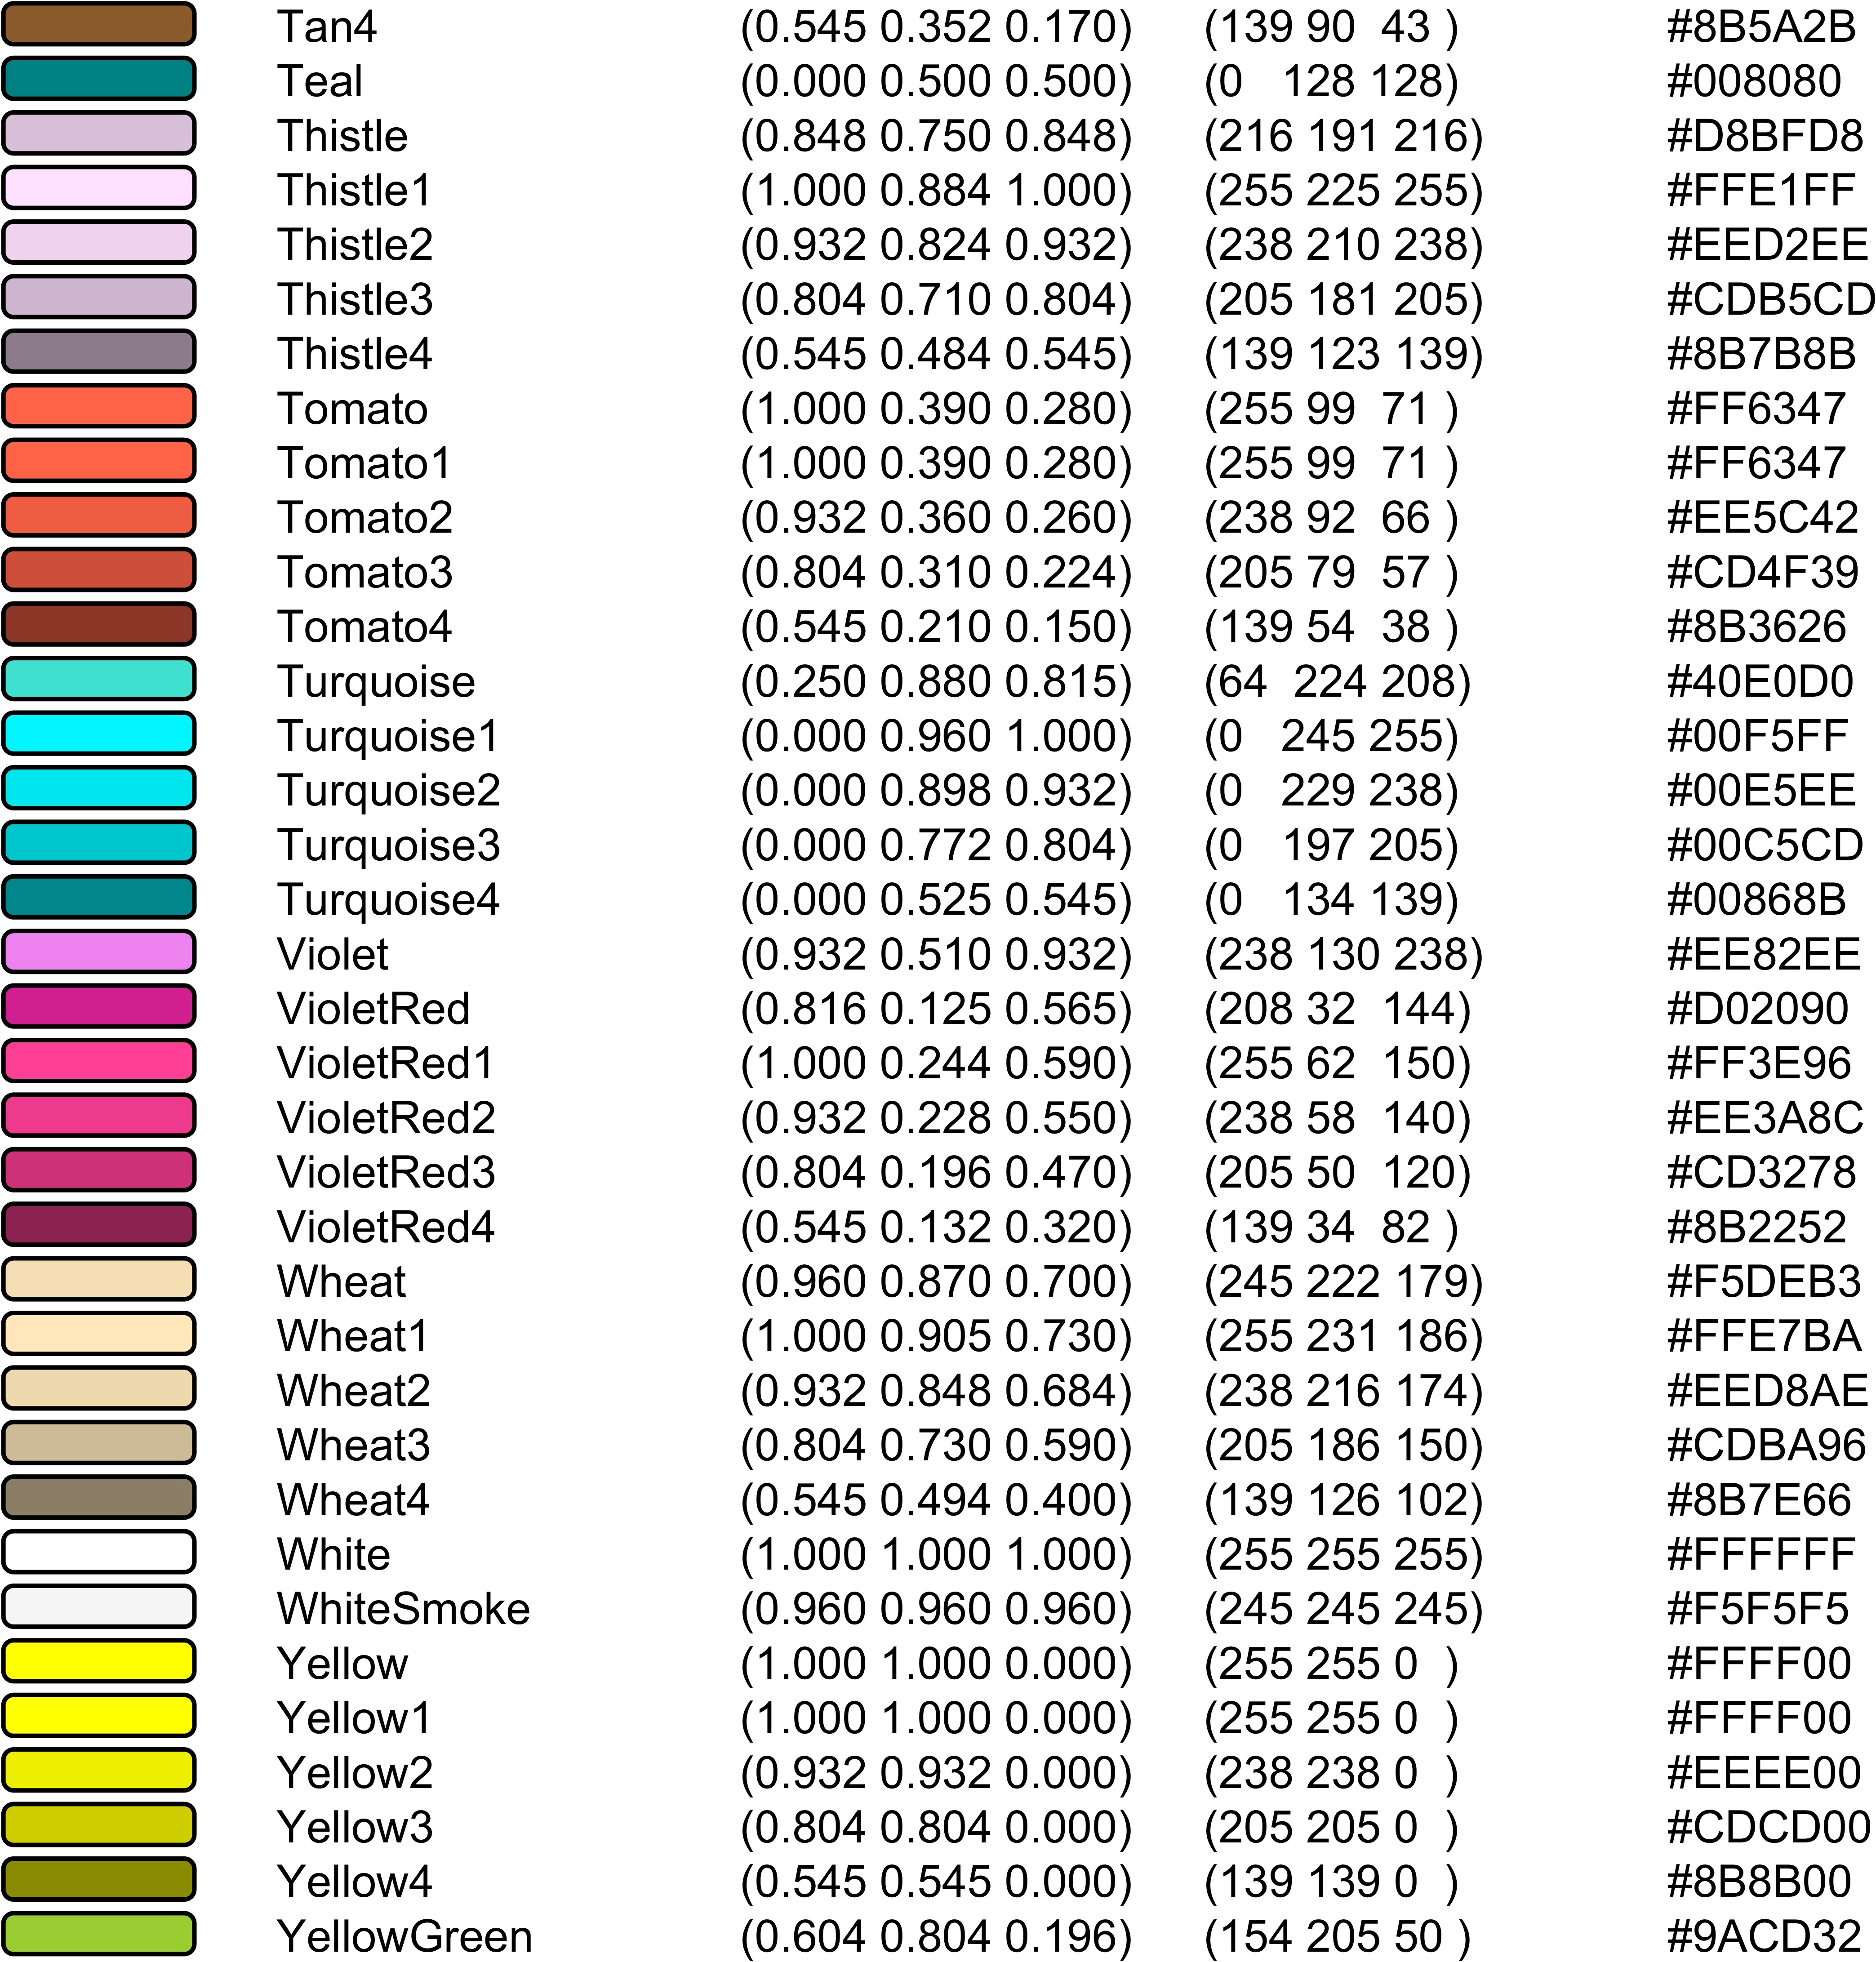 Tan4 (0.545 0.352 0.170) (139 90 43 ) #8B5A2B
Teal (0.000 0.500 0.500) (0 128 128) #008080
Thistle (0.848 0.750 0.848) (216 191 216) #D8BFD8
Thistle1 (1.000 0.884 1.000) (255 225 255) #FFE1FF
Thistle2 (0.932 0.824 0.932) (238 210 238) #EED2EE
Thistle3 (0.804 0.710 0.804) (205 181 205) #CDB5CD
Thistle4 (0.545 0.484 0.545) (139 123 139) #8B7B8B
Tomato (1.000 0.390 0.280) (255 99 71 ) #FF6347
Tomato1 (1.000 0.390 0.280) (255 99 71 ) #FF6347
Tomato2 (0.932 0.360 0.260) (238 92 66 ) #EE5C42
Tomato3 (0.804 0.310 0.224) (205 79 57 ) #CD4F39
Tomato4 (0.545 0.210 0.150) (139 54 38 ) #8B3626
Turquoise (0.250 0.880 0.815) (64 224 208) #40E0D0
Turquoise1 (0.000 0.960 1.000) (0 245 255) #00F5FF
Turquoise2 (0.000 0.898 0.932) (0 229 238) #00E5EE
Turquoise3 (0.000 0.772 0.804) (0 197 205) #00C5CD
Turquoise4 (0.000 0.525 0.545) (0 134 139) #00868B
Violet (0.932 0.510 0.932) (238 130 238) #EE82EE
VioletRed (0.816 0.125 0.565) (208 32 144) #D02090
VioletRed1 (1.000 0.244 0.590) (255 62 150) #FF3E96
VioletRed2 (0.932 0.228 0.550) (238 58 140) #EE3A8C
VioletRed3 (0.804 0.196 0.470) (205 50 120) #CD3278
VioletRed4 (0.545 0.132 0.320) (139 34 82 ) #8B2252
Wheat (0.960 0.870 0.700) (245 222 179) #F5DEB3
Wheat1 (1.000 0.905 0.730) (255 231 186) #FFE7BA
Wheat2 (0.932 0.848 0.684) (238 216 174) #EED8AE
Wheat3 (0.804 0.730 0.590) (205 186 150) #CDBA96
Wheat4 (0.545 0.494 0.400) (139 126 102) #8B7E66
White (1.000 1.000 1.000) (255 255 255) #FFFFFF
WhiteSmoke (0.960 0.960 0.960) (245 245 245) #F5F5F5
Yellow (1.000 1.000 0.000) (255 255 0 ) #FFFF00
Yellow1 (1.000 1.000 0.000) (255 255 0 ) #FFFF00
Yellow2 (0.932 0.932 0.000) (238 238 0 ) #EEEE00
Yellow3 (0.804 0.804 0.000) (205 205 0 ) #CDCD00
Yellow4 (0.545 0.545 0.000) (139 139 0 ) #8B8B00
YellowGreen (0.604 0.804 0.196) (154 205 50 ) #9ACD32